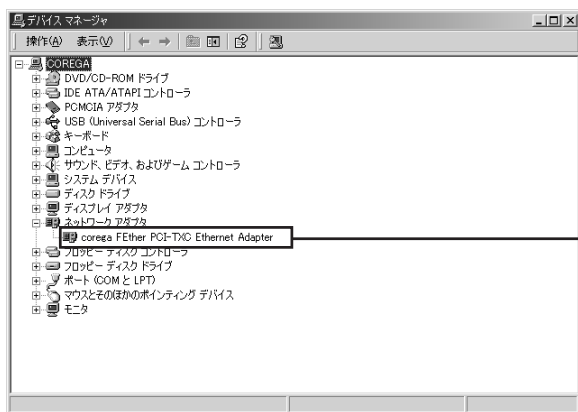 デバイス マネージャ
操作(A) 表示(V)
COREGA
DVD/CD-ROM ドライブ
IDE ATA/ATAPI コントローラ
PCMCIA アダプタ
USB (Universal Serial Bus) コントローラ
キーボード
コンピュータ
サウンド、ビデオ、およびゲーム コントローラ
システム デバイス
ディスク ドライブ
ディスプレイ アダプタ
ネットワーク アダプタ
corega FEther PCI-TXC Ethernet Adapter
フロッピー ディスク コントローラ
フロッピー ディスク ドライブ
ポート (COM と LPT)
マウスとそのほかのポインティング デバイス
モニタ